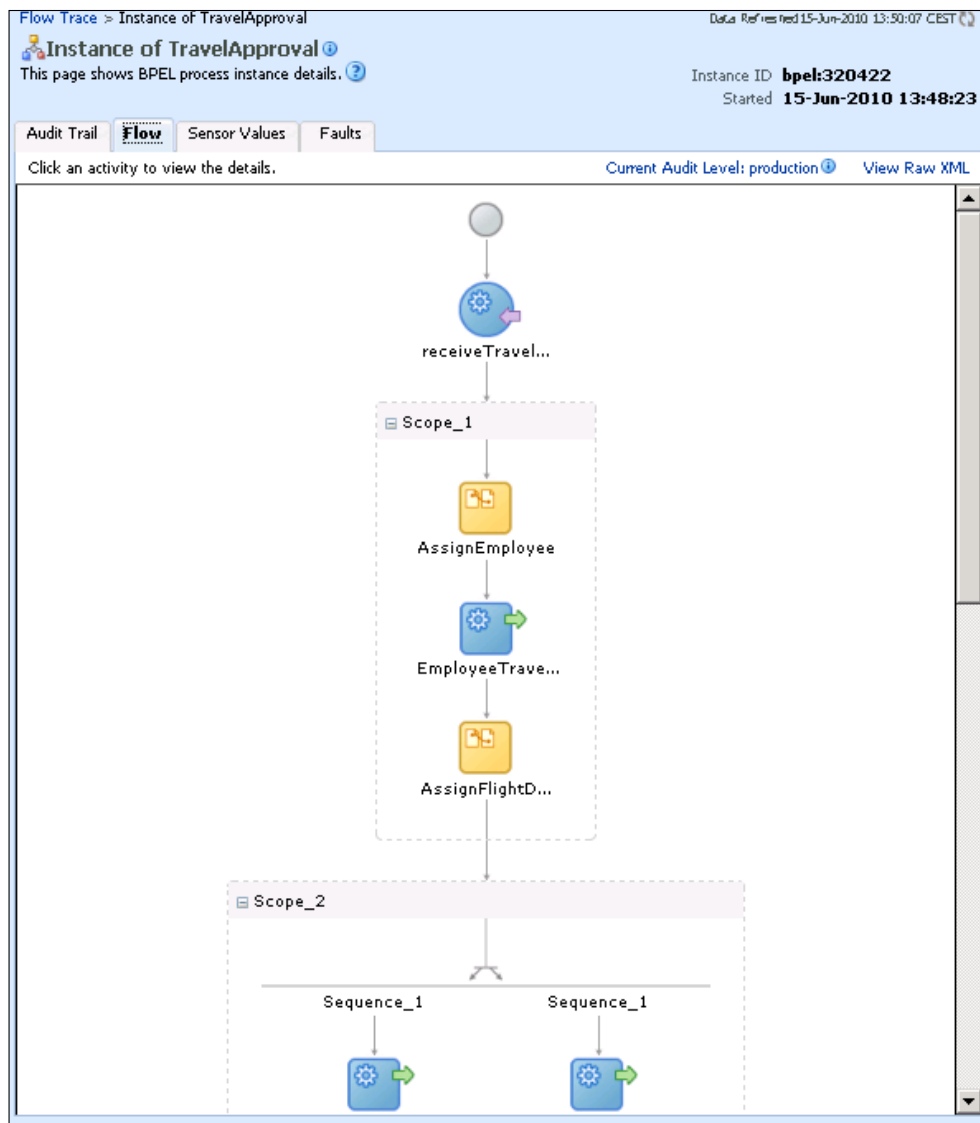 Flow Trace > Instance of TravelApproval
Data Refreshed 15-Jun-2010 13:50:07 CEST
Instance of TravelApproval
This page shows BPEL process instance details.
Instance ID bpel:320422
Started 15-Jun-2010 13:48:23
Audit Trail Flow Sensor Values Faults
Click an activity to view the details.
Current Audit Level: production View Raw XML
receiveTravel...
Scope_1
AssignEmployee
EmployeeTrave...
AssignFlightD...
Scope_2
Sequence_1 Sequence_1